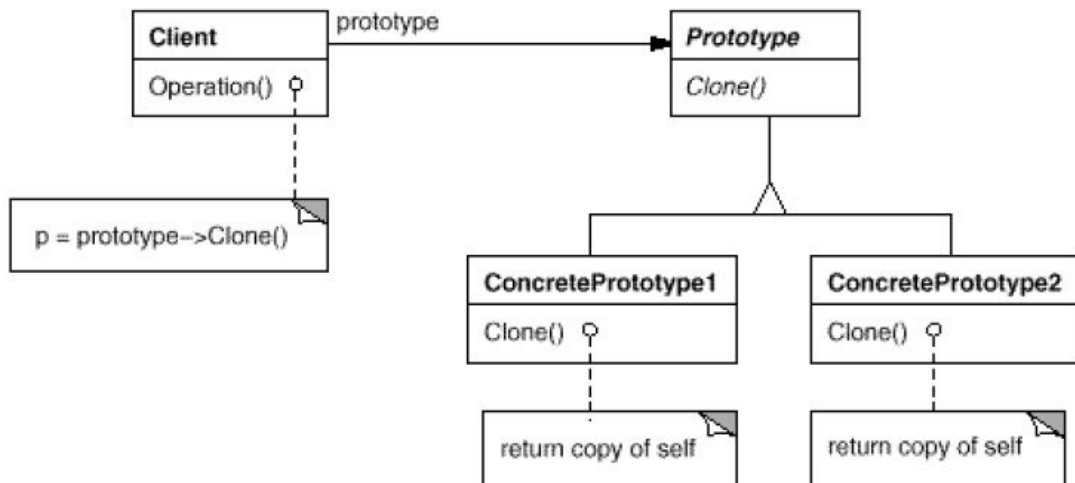 prototype
Client
Prototype
Operation()
Clone()
p = prototype->Clone()
ConcretePrototype1
ConcretePrototype2
Clone()
Clone()
return copy of self
return copy of self